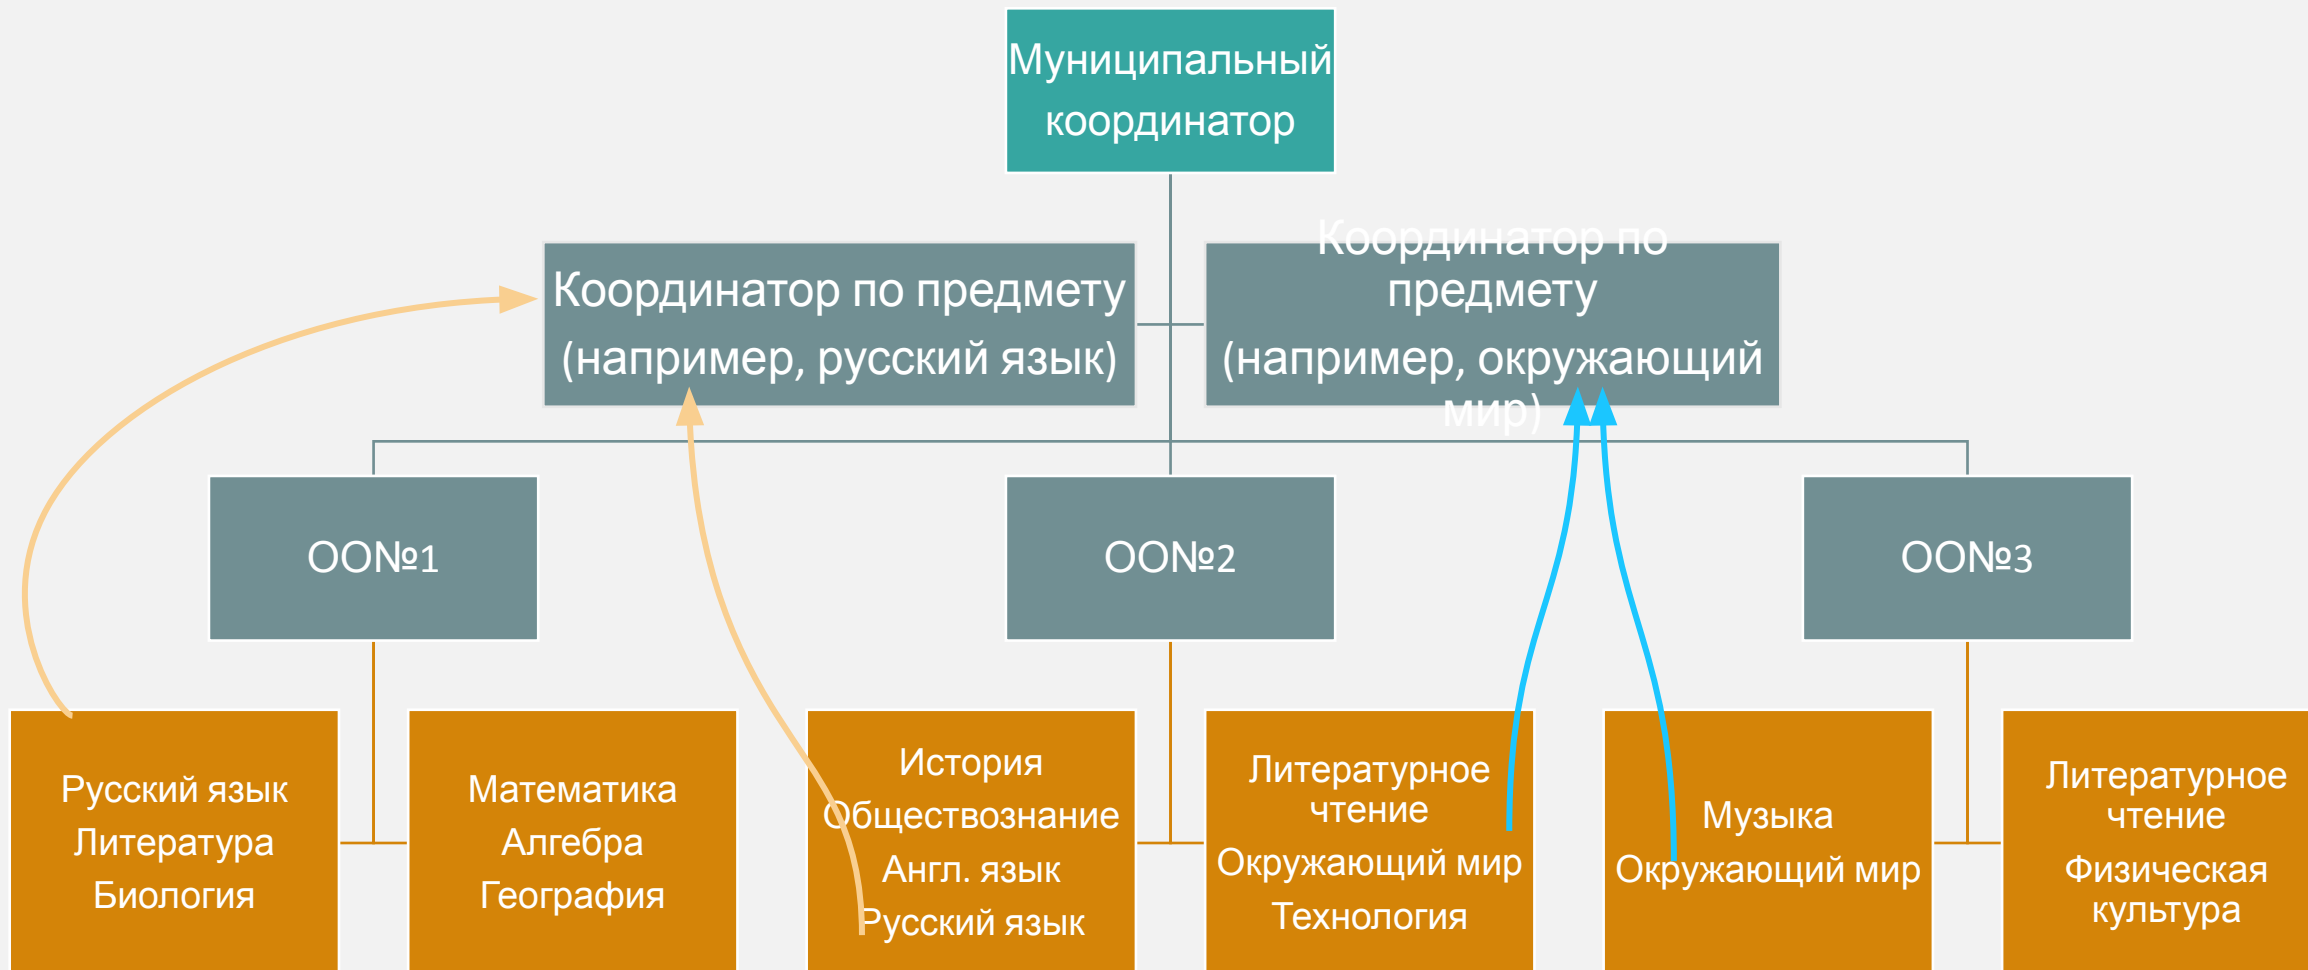 Муниципальный
координатор
Координатор по предмету
(например, русский язык)
Координатор по
предмету
(например, окружающий
мир)
ОО№1
ОО№2
ОО№3
Русский язык
Литература
Биология
Математика
Алгебра
География
История
Обществознание
Англ. язык
Русский язык
Литературное
чтение
Окружающий мир
Технология
Музыка
Окружающий мир
Литературное
чтение
Физическая
культура